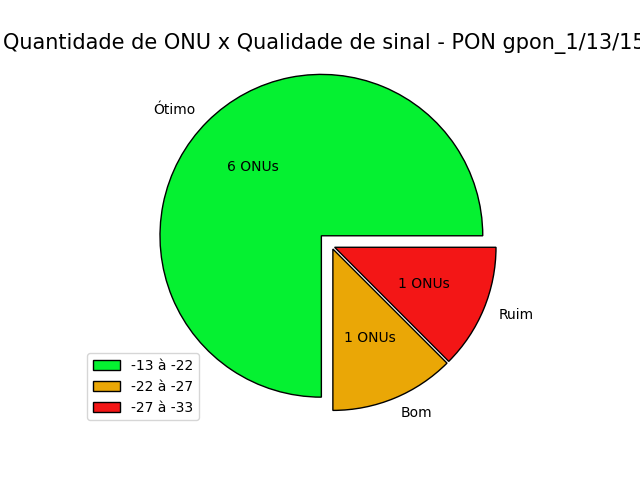 Quantidade de ONU x Qualidade de sinal - PON gpon_1/13/15
Ótimo
6 ONUs
1 ONUs
Ruim
1 ONUs
Bom
-13 à -22
-22 à -27
-27 à -33